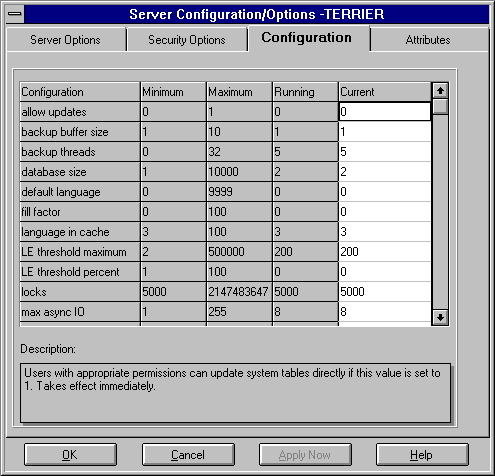 Server Configuration/Options -TERRIER
Server Options Security Options Configuration Attributes
Configuration Minimum Maximum Running Current
allow updates 0 1 0 0
backup buffer size 1 10 1 1
backup threads 0 32 5 5
database size 1 10000 2 2
default language 0 9999 0 0
fill factor 0 100 0 0
language in cache 3 100 3 3
LE threshold maximum 2 500000 200 200
LE threshold percent 1 100 0 0
locks 5000 2147483647 5000 5000
max async IO 1 255 8 8
Description:
Users with appropriate permissions can update system tables directly if this value is set to
1. Takes effect immediately.
OK Cancel Apply Now Help